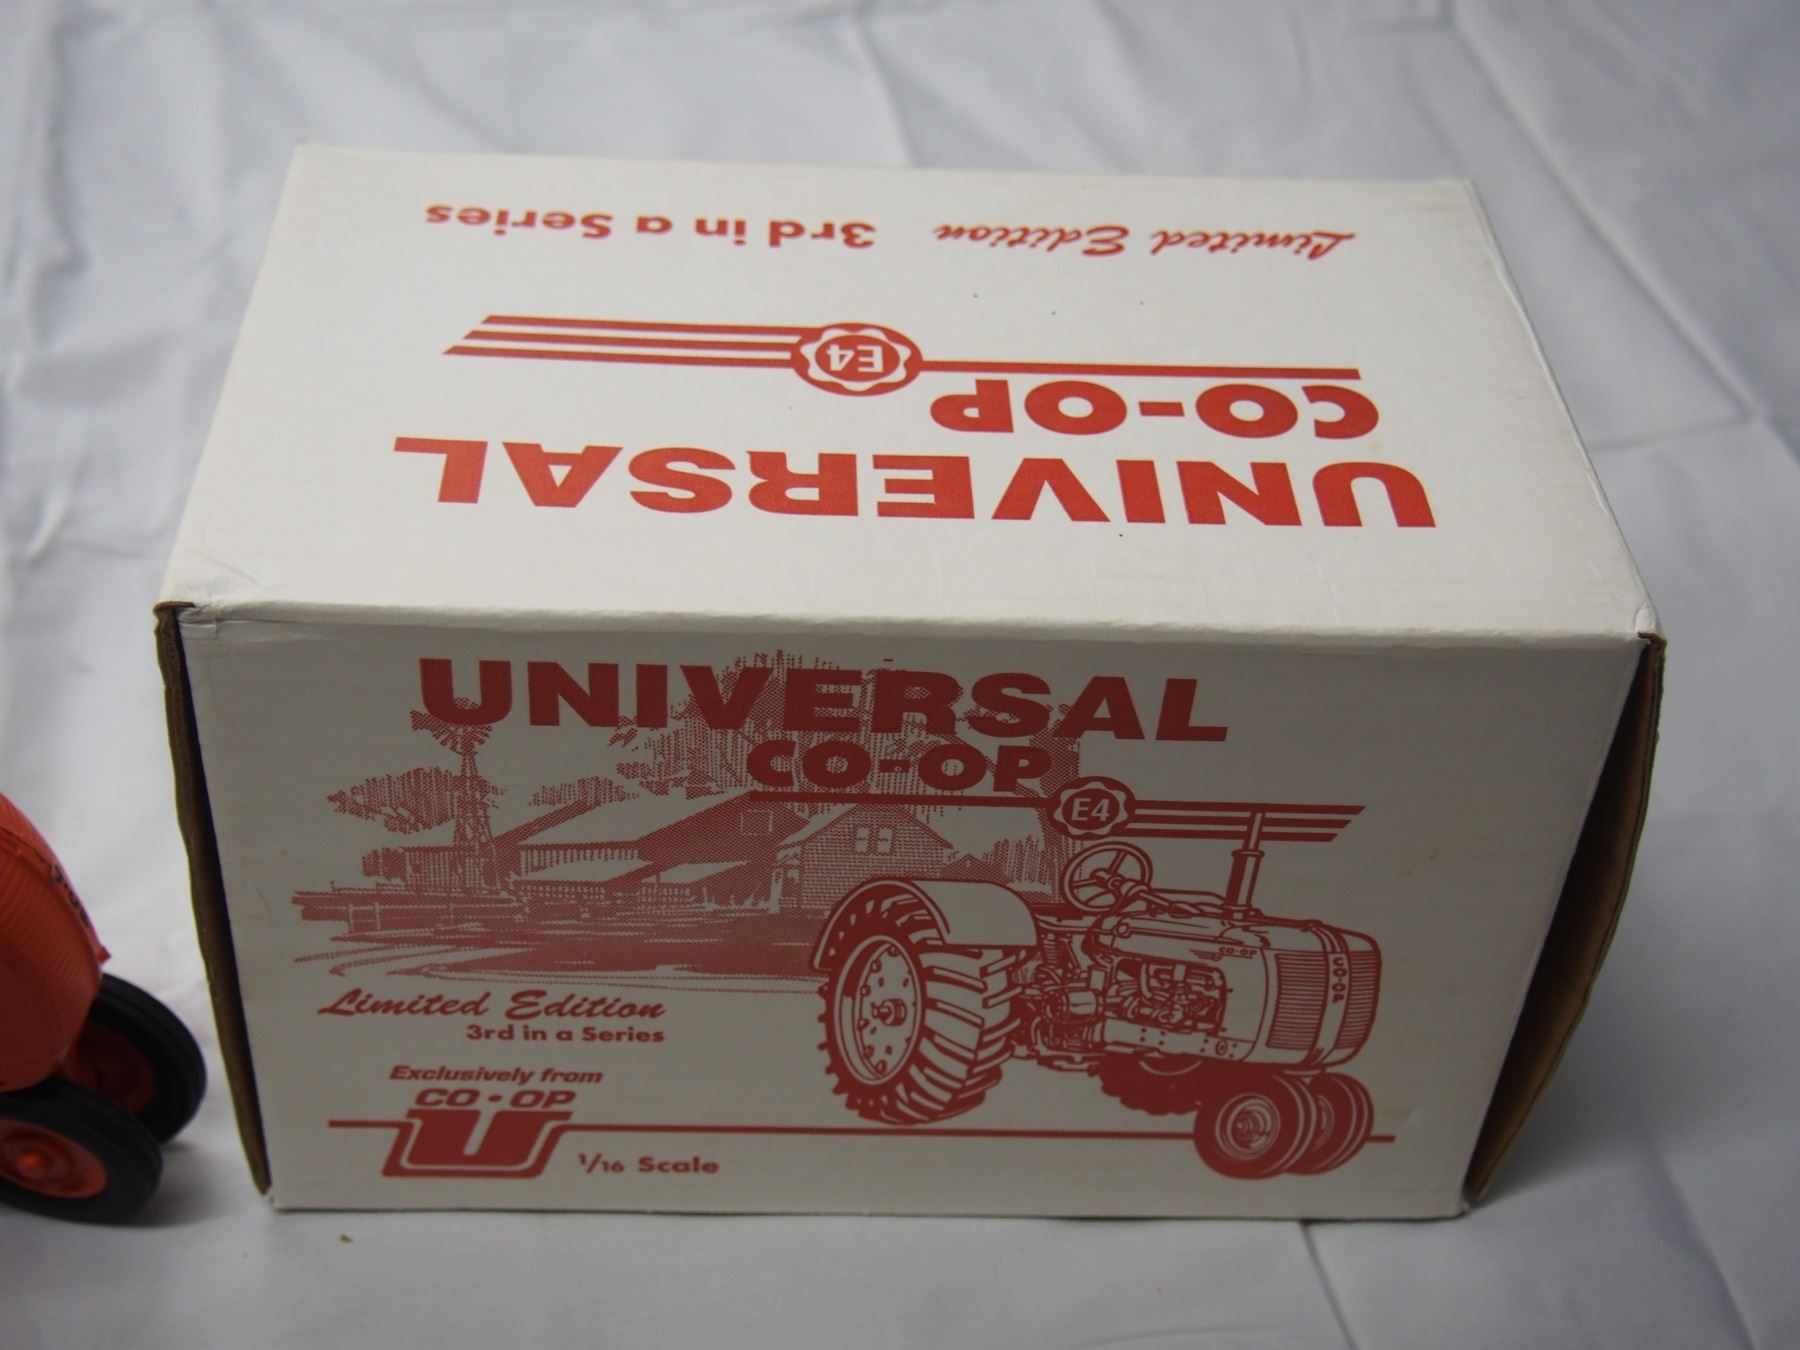 UNIVERSAL
CO-OP
E4
Limited Edition 3rd in a Series
UNIVERSAL
CO-OP
E4
CO-OP
CO-OP
Limited Edition
3rd in a Series
Exclusively from
CO•OP
U
1/16 Scale